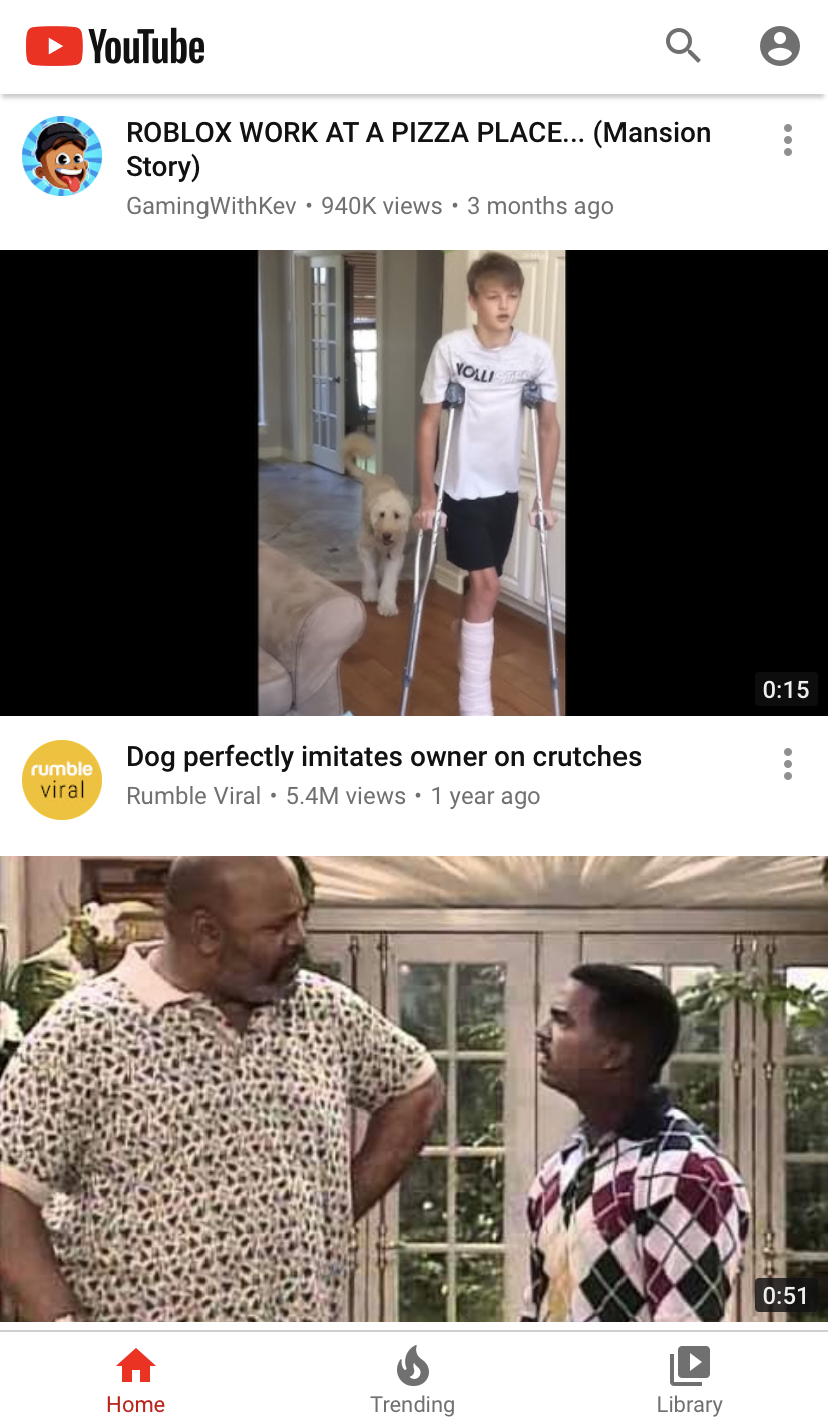 YouTube
ROBLOX WORK AT A PIZZA PLACE... (Mansion
Story)
GamingWithKev • 940K views • 3 months ago
0:15
rumble
viral
Dog perfectly imitates owner on crutches
Rumble Viral • 5.4M views • 1 year ago
0:51
Home
Trending
Library